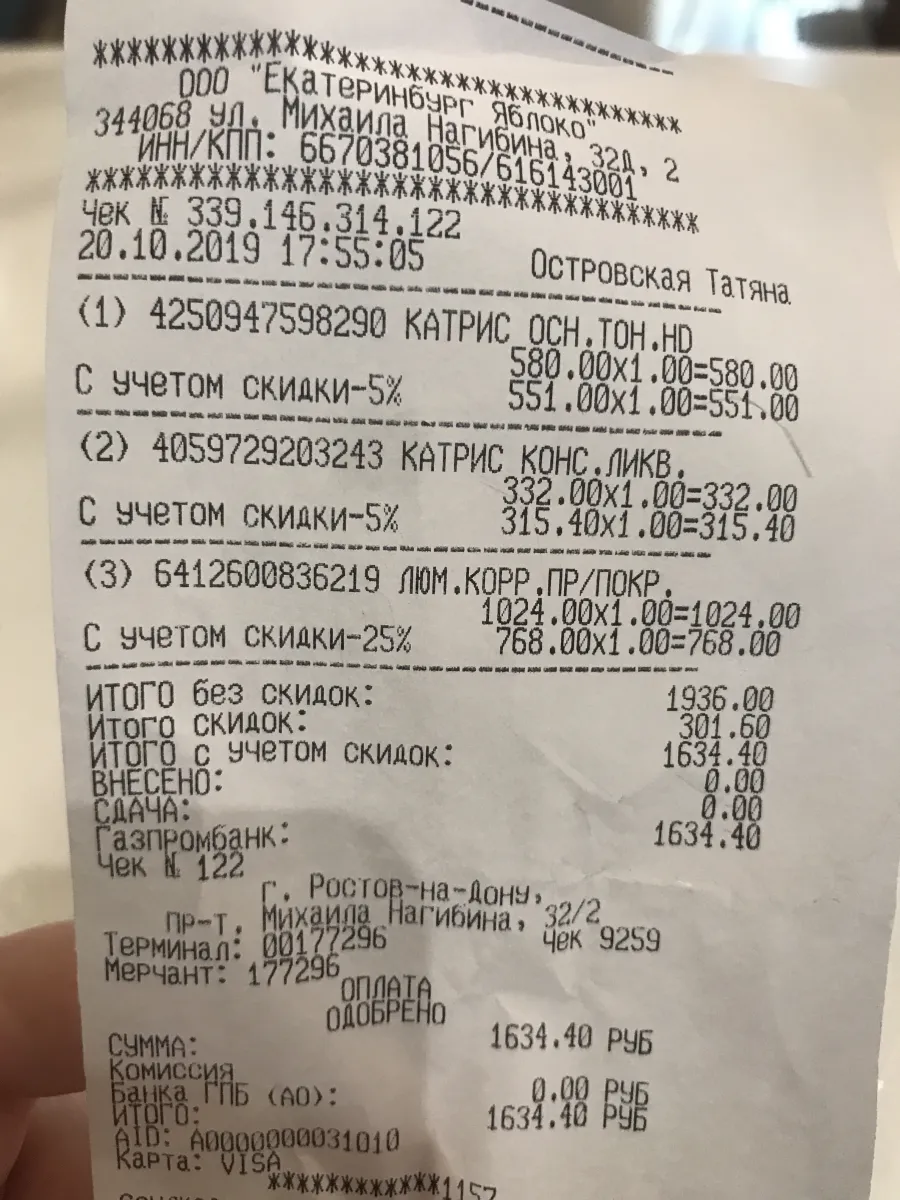 ************************************
ООО "Екатеринбург Яблоко"
344068 ул. Михаила Нагибина, 32д, 2
ИНН/КПП: 6670381056/616143001
************************************
Чек № 339.146.314.122
20.10.2019 17:55:05 Островская Татяна
(1) 4250947598290 КАТРИС ОСН.ТОН.HD
580.00x1.00=580.00
С учетом скидки-5% 551.00x1.00=551.00
(2) 4059729203243 КАТРИС КОНС.ЛИКВ.
332.00x1.00=332.00
С учетом скидки-5% 315.40x1.00=315.40
(3) 6412600836219 ЛЮМ.КОРР.ПР/ПОКР.
1024.00x1.00=1024.00
С учетом скидки-25% 768.00x1.00=768.00
ИТОГО без скидок: 1936.00
Итого скидок: 301.60
ИТОГО с учетом скидок: 1634.40
ВНЕСЕНО: 0.00
СДАЧА: 0.00
Газпромбанк: 1634.40
Чек № 122
г. Ростов-на-Дону,
пр-т. Михаила Нагибина, 32/2
Терминал: 00177296 Чек 9259
Мерчант: 177296
ОПЛАТА
ОДОБРЕНО
СУММА: 1634.40 РУБ
Комиссия
Банка ГПБ (АО): 0.00 РУБ
ИТОГО: 1634.40 РУБ
AID: A0000000031010
Карта: VISA
************1157